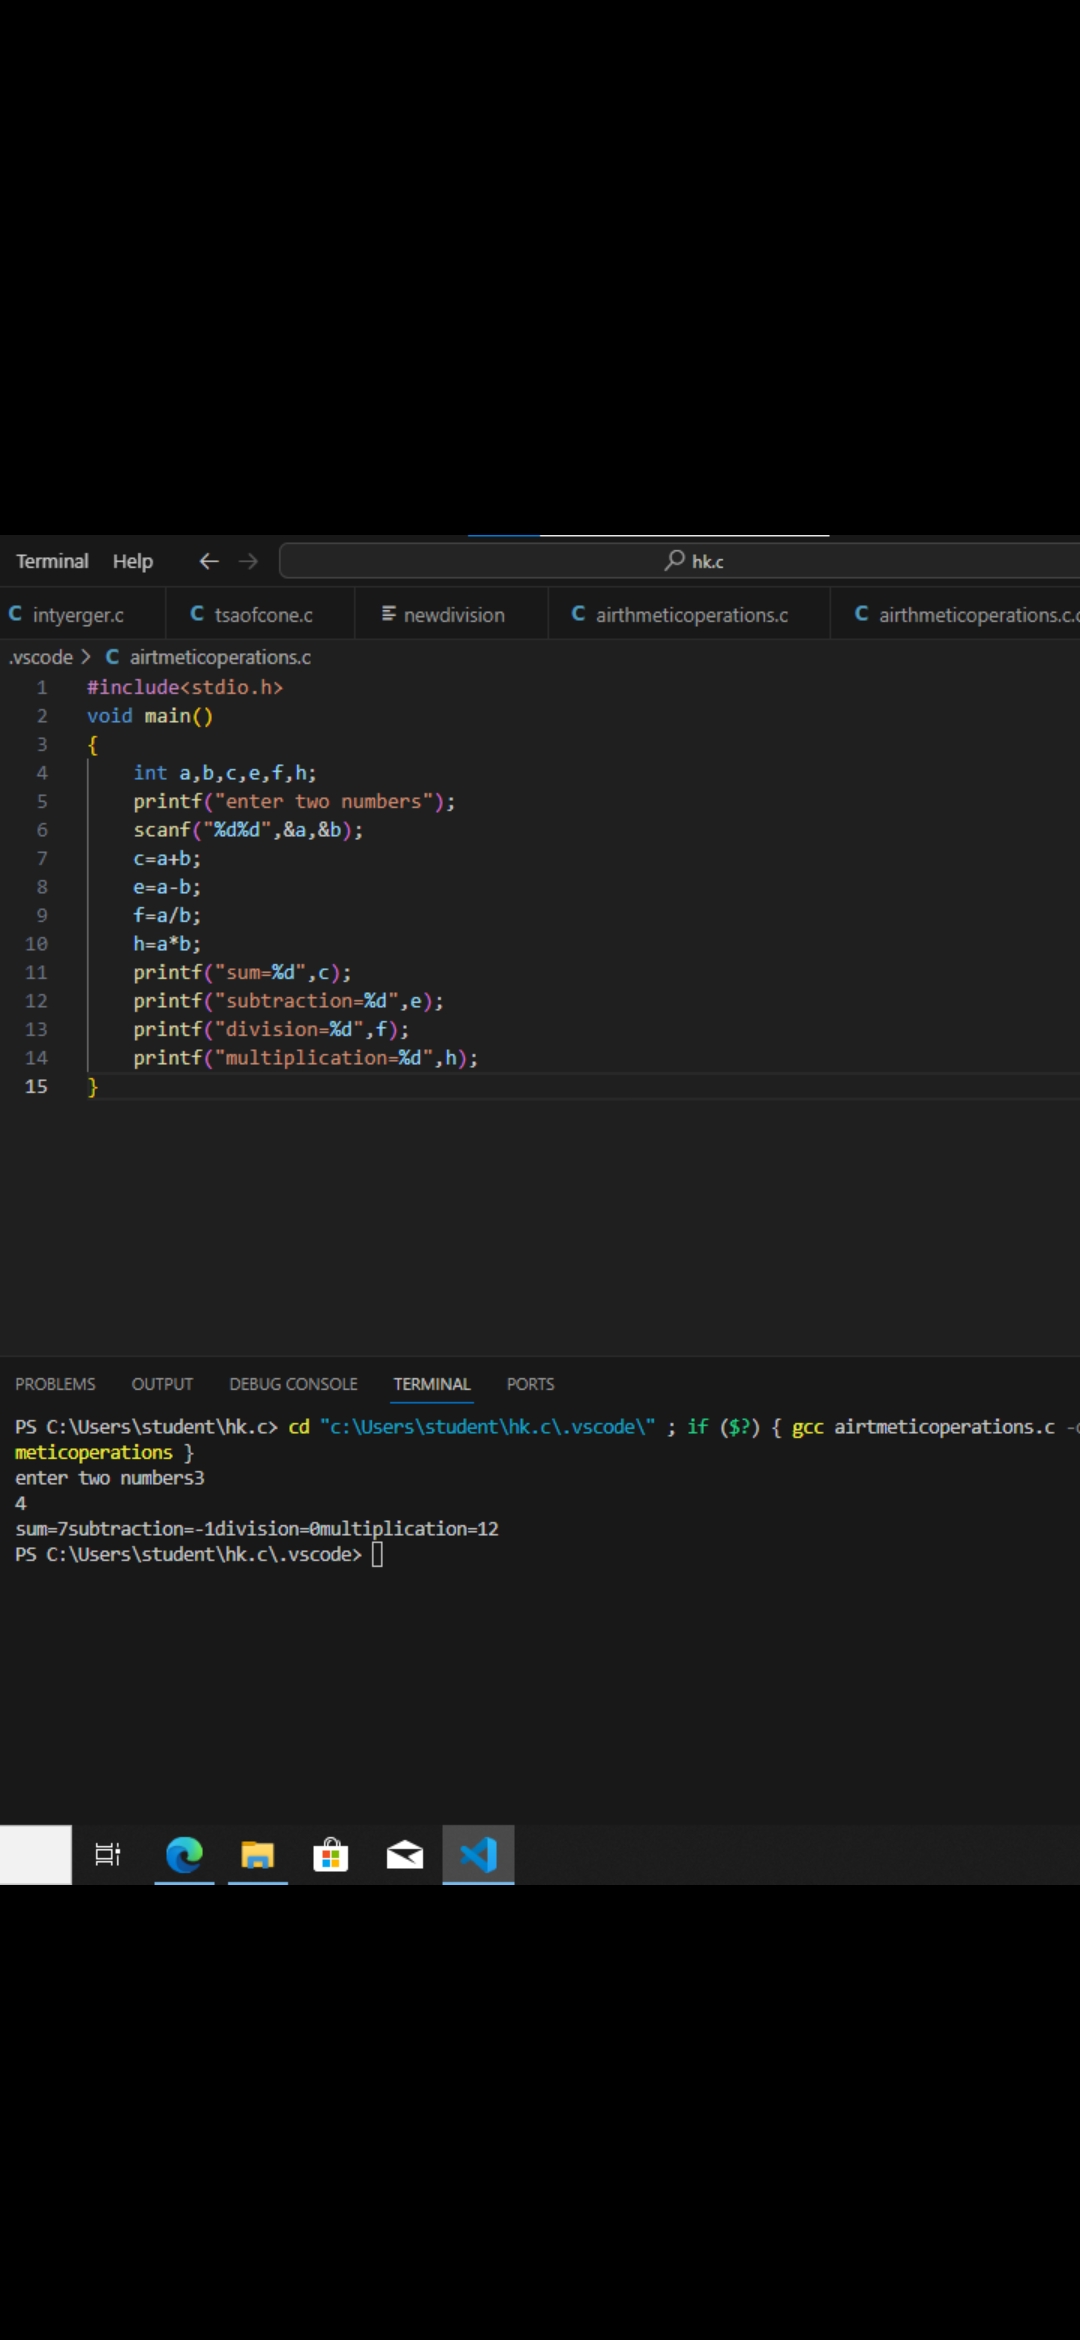 Terminal Help ← → hk.c
C intyerger.c C tsaofcone.c newdivision C airthmeticoperations.c C airthmeticoperations.c.
.vscode > C airtmeticoperations.c
1 #include<stdio.h>
2 void main()
3 {
4 int a,b,c,e,f,h;
5 printf("enter two numbers");
6 scanf("%d%d",&a,&b);
7 c=a+b;
8 e=a-b;
9 f=a/b;
10 h=a*b;
11 printf("sum=%d",c);
12 printf("subtraction=%d",e);
13 printf("division=%d",f);
14 printf("multiplication=%d",h);
15 }
PROBLEMS OUTPUT DEBUG CONSOLE TERMINAL PORTS
PS C:\Users\student\hk.c> cd "c:\Users\student\hk.c\.vscode\" ; if ($?) { gcc airtmeticoperations.c -
meticoperations }
enter two numbers3
4
sum=7subtraction=-1division=0multiplication=12
PS C:\Users\student\hk.c\.vscode>